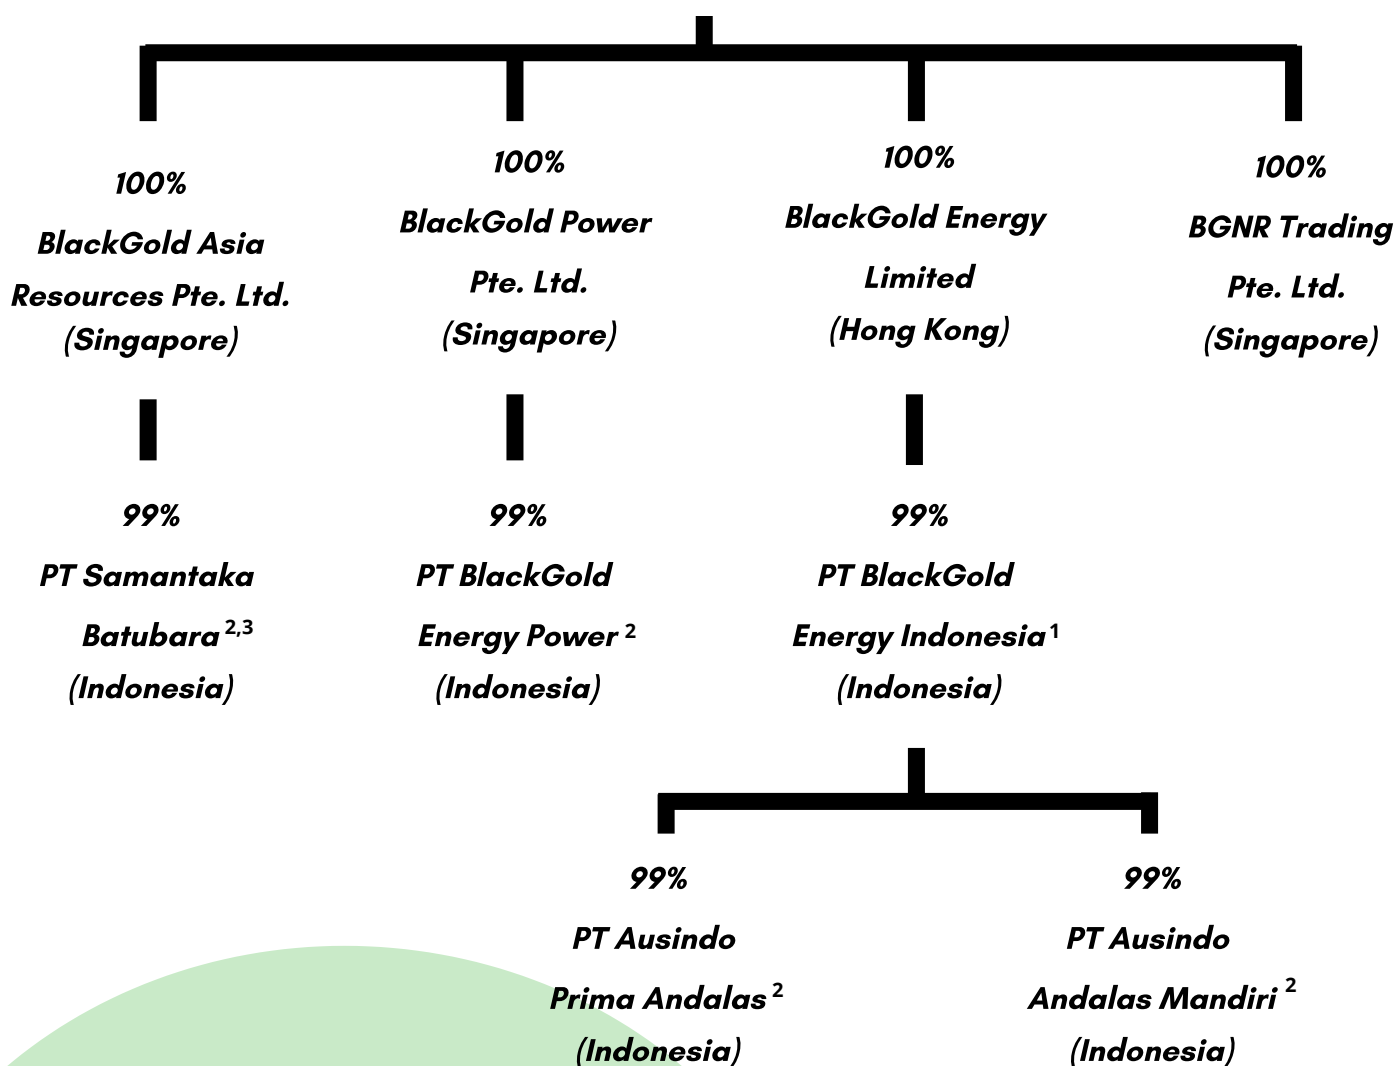 100%
BlackGold Asia
Resources Pte. Ltd.
(Singapore)
100%
BlackGold Power
Pte. Ltd.
(Singapore)
100%
BlackGold Energy
Limited
(Hong Kong)
100%
BGNR Trading
Pte. Ltd.
(Singapore)
99%
PT Samantaka
Batubara 2,3
(Indonesia)
99%
PT BlackGold
Energy Power 2
(Indonesia)
99%
PT BlackGold
Energy Indonesia 1
(Indonesia)
99%
PT Ausindo
Prima Andalas 2
(Indonesia)
99%
PT Ausindo
Andalas Mandiri 2
(Indonesia)